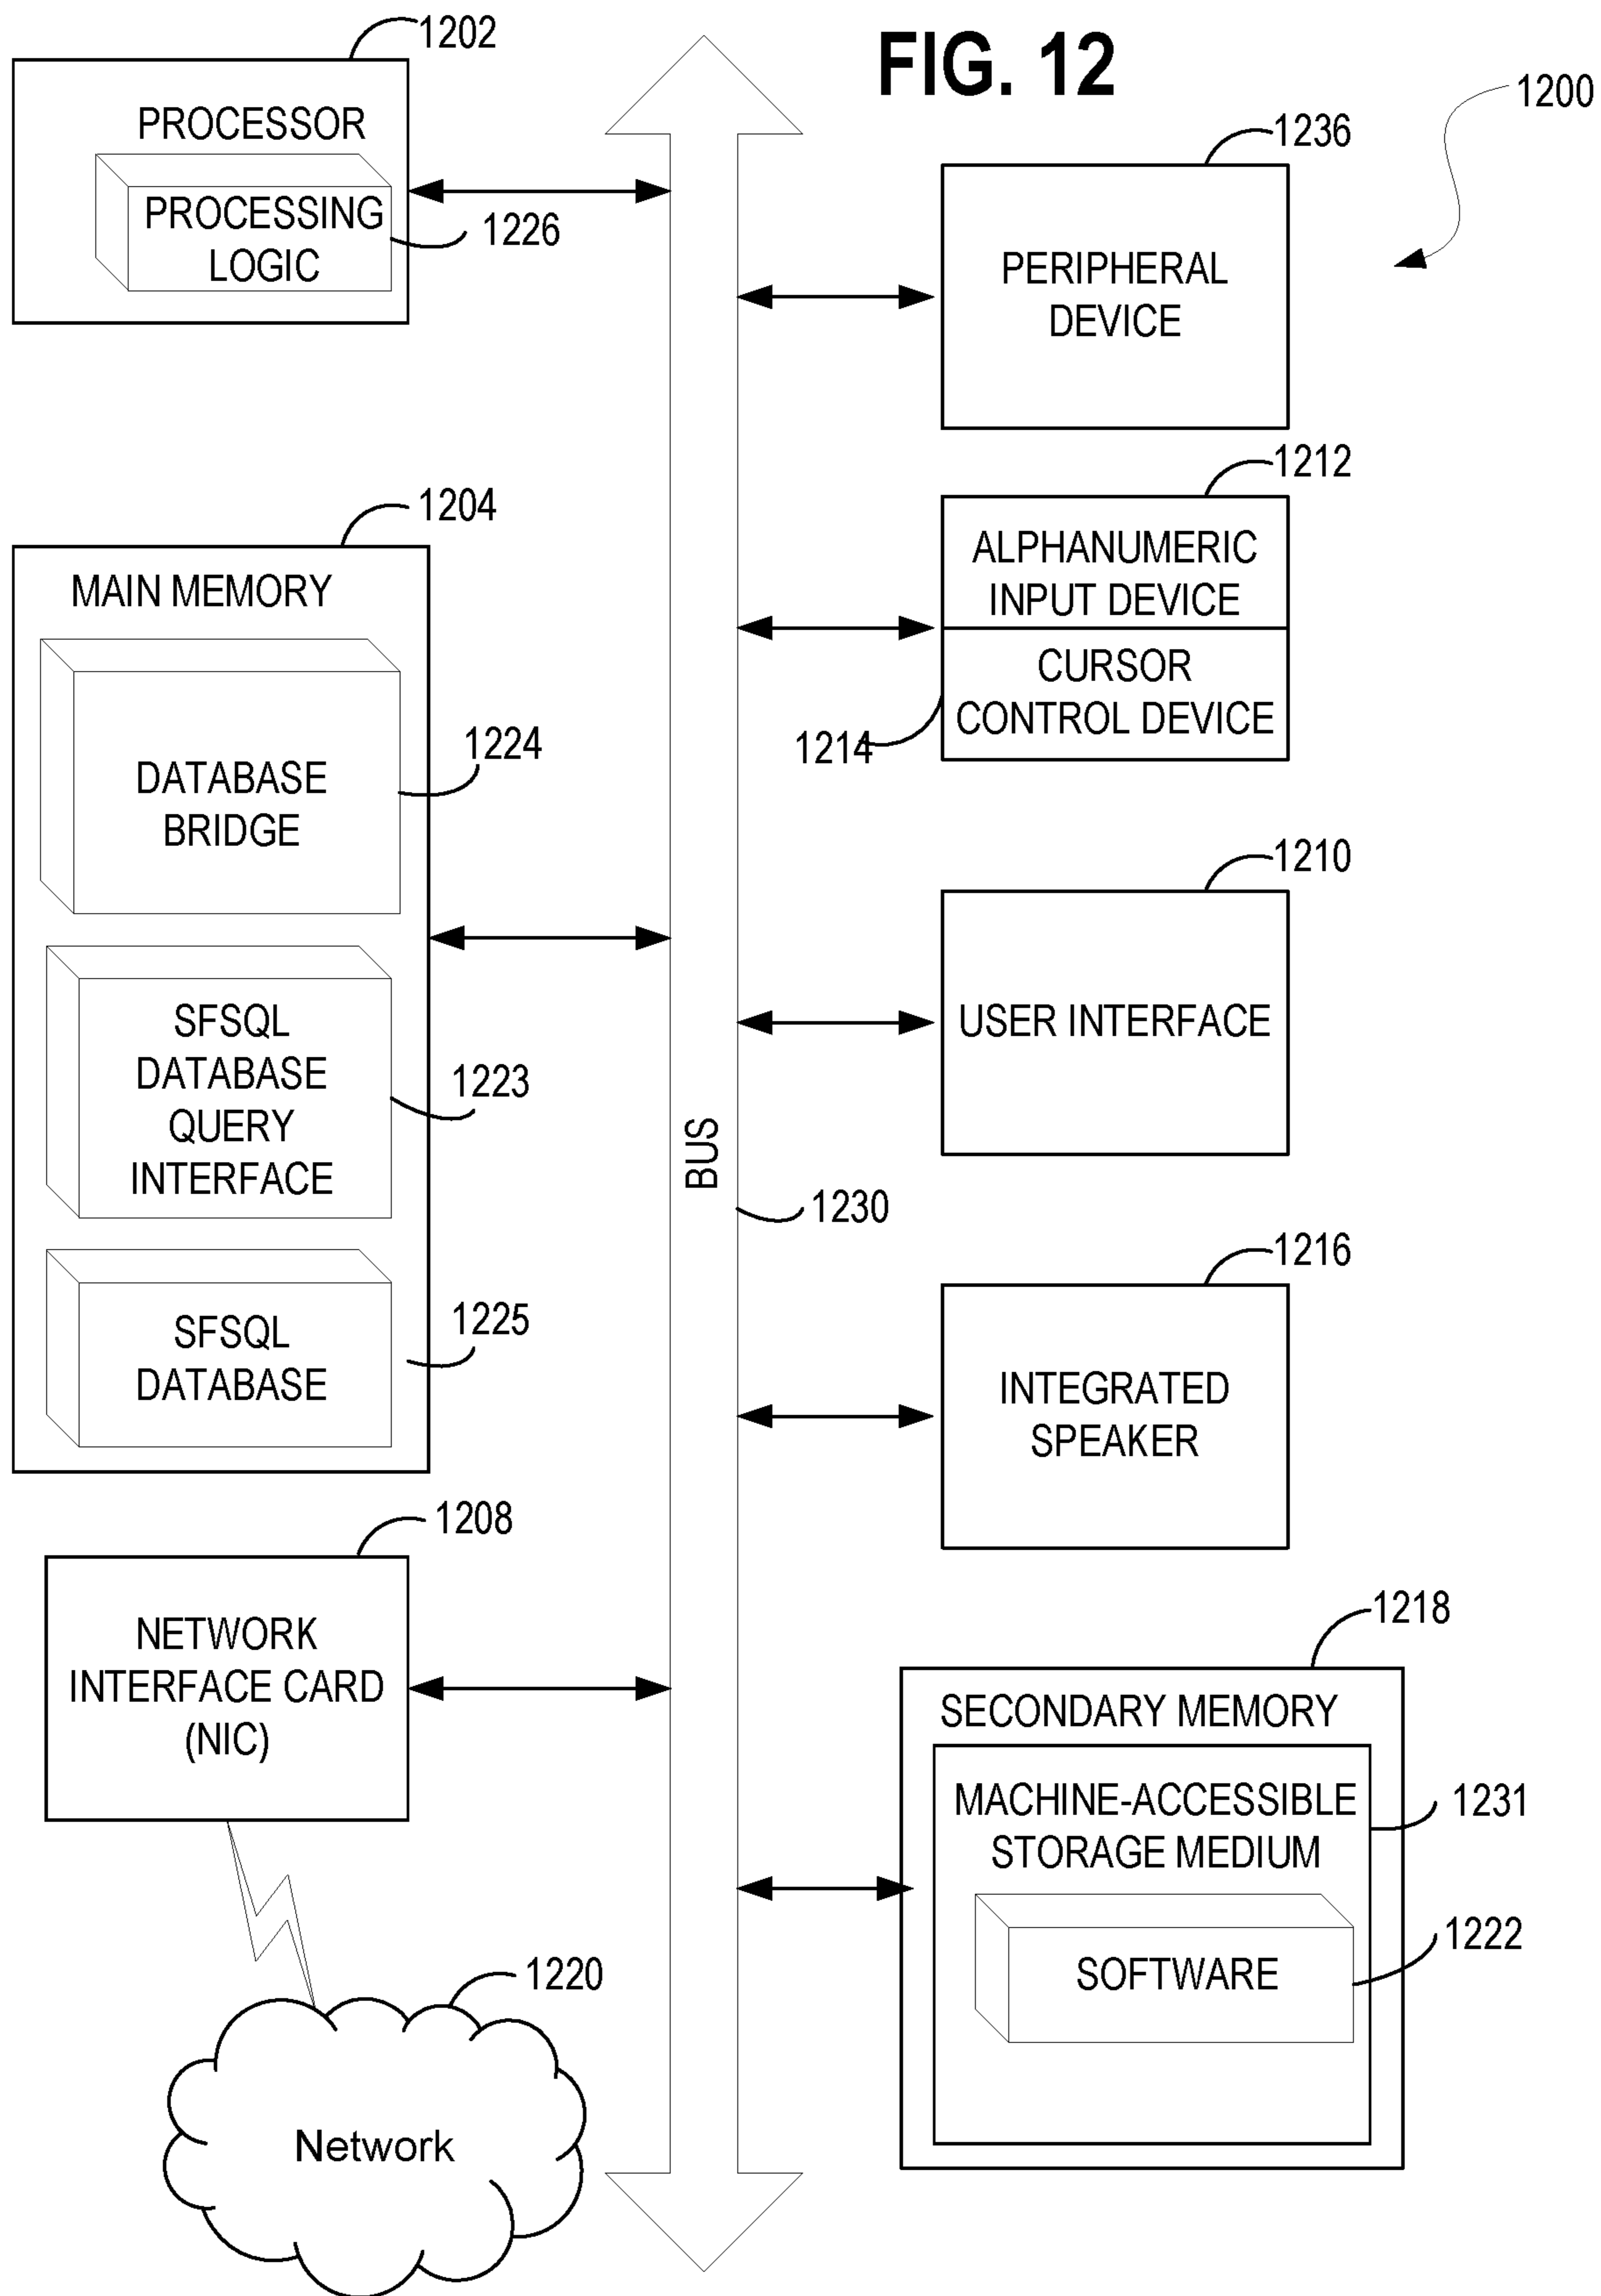 FIG. 12
1200
1202
PROCESSOR
PROCESSING
LOGIC
1226
1204
MAIN MEMORY
DATABASE
BRIDGE
1224
SFSQL
DATABASE
QUERY
INTERFACE
1223
SFSQL
DATABASE
1225
1208
NETWORK
INTERFACE CARD
(NIC)
1220
Network
BUS
1230
1236
PERIPHERAL
DEVICE
1212
ALPHANUMERIC
INPUT DEVICE
CURSOR
CONTROL DEVICE
1214
1210
USER INTERFACE
1216
INTEGRATED
SPEAKER
1218
SECONDARY MEMORY
MACHINE-ACCESSIBLE
STORAGE MEDIUM
1231
SOFTWARE
1222